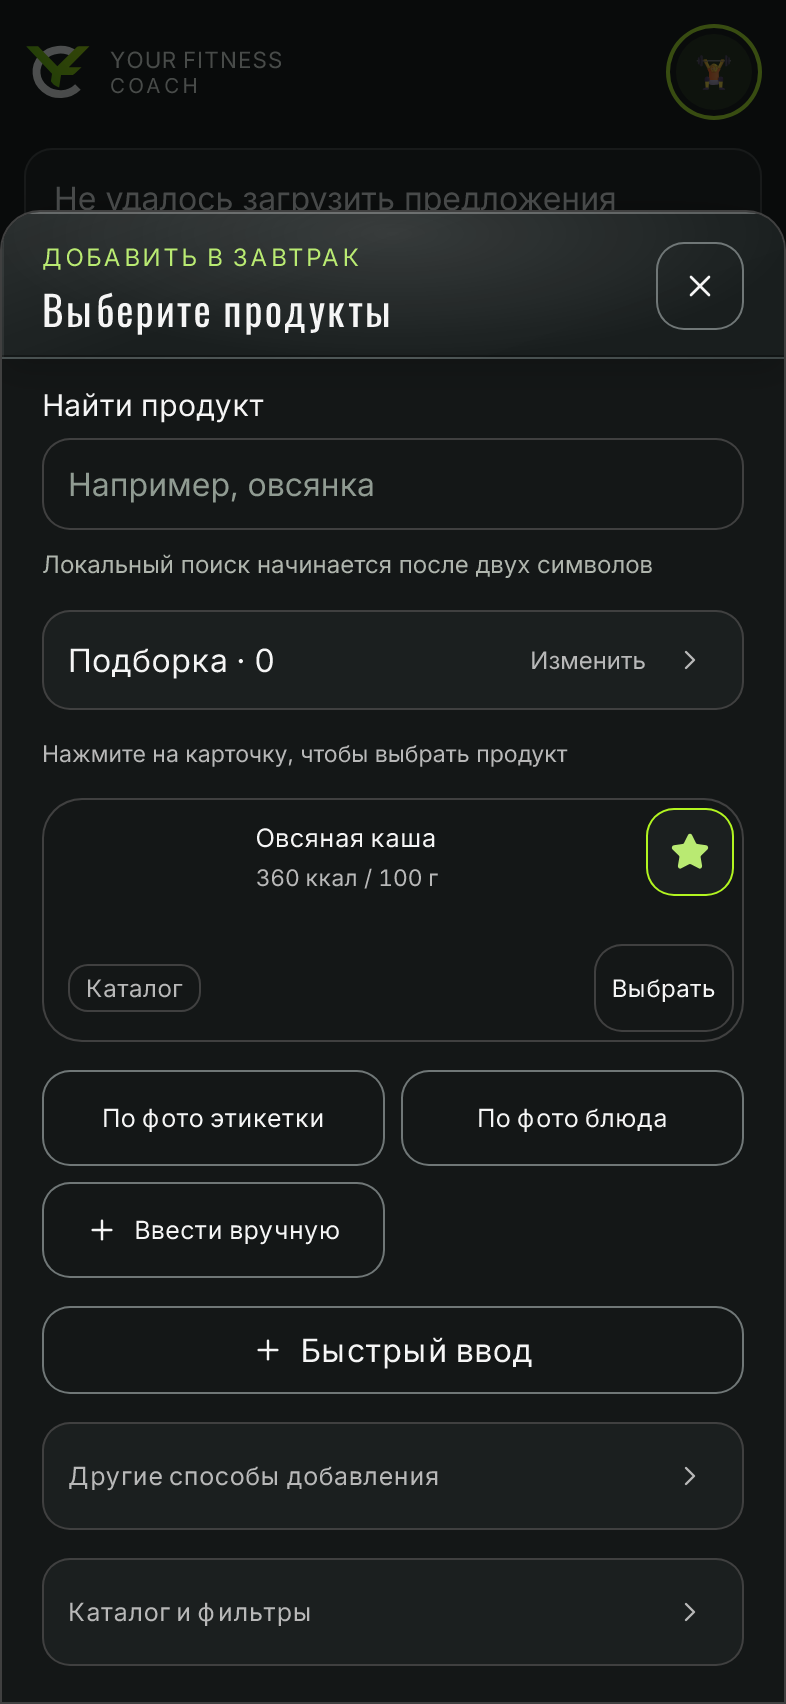 YOUR FITNESS
COACH
Не удалось загрузить предложения
ДОБАВИТЬ В ЗАВТРАК
Выберите продукты
Найти продукт
Например, овсянка
Локальный поиск начинается после двух символов
Подборка · 0
Изменить
Нажмите на карточку, чтобы выбрать продукт
Овсяная каша
360 ккал / 100 г
Каталог
Выбрать
По фото этикетки
По фото блюда
+ Ввести вручную
+ Быстрый ввод
Другие способы добавления
Каталог и фильтры